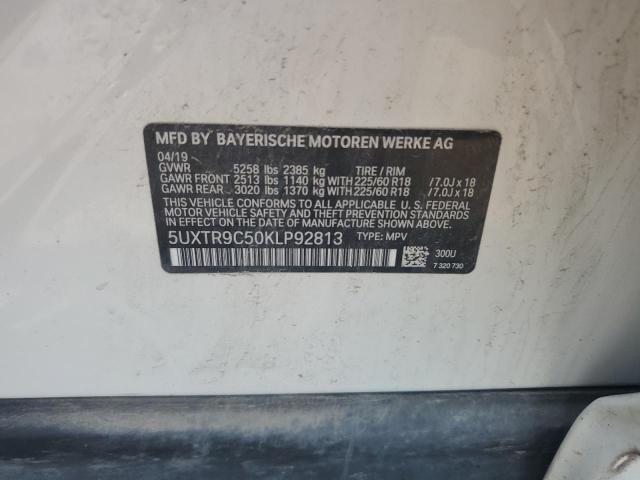 MFD BY BAYERISCHE MOTOREN WERKE AG
04/19
GVWR 5258 lbs 2385 kg TIRE / RIM
GAWR FRONT 2513 lbs 1140 kg WITH 225/60 R18 /7.0J x 18
GAWR REAR 3020 lbs 1370 kg WITH 225/60 R18 /7.0J x 18
THIS VEHICLE CONFORMS TO ALL APPLICABLE U. S. FEDERAL
MOTOR VEHICLE SAFETY, BUMPER, AND THEFT PREVENTION STANDARDS
IN EFFECT ON THE DATE OF MANUFACTURE SHOWN ABOVE.
5UXTR9C50KLP92813 TYPE: MPV
300U
7 320 730